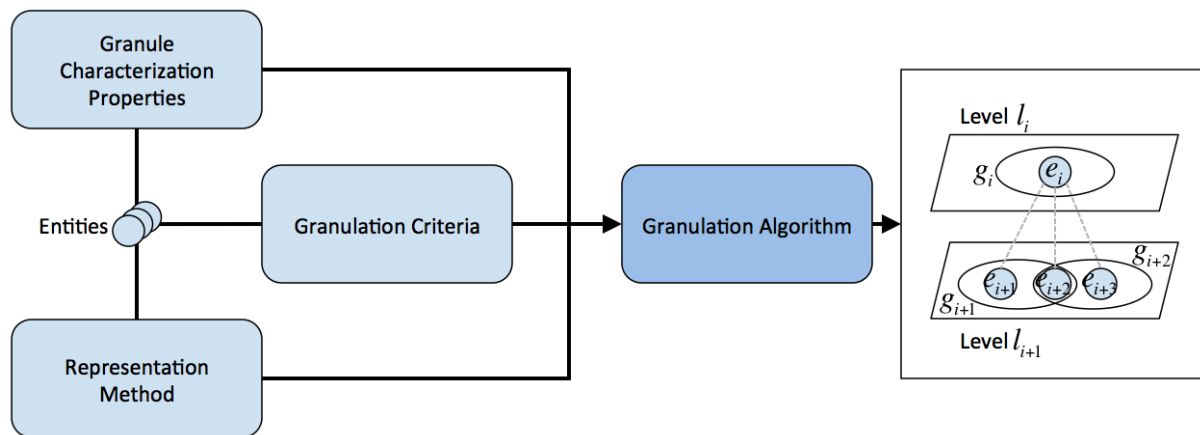 Granule
Characterization
Properties
Entities
Granulation Criteria
Representation
Method
Granulation Algorithm
Level l_i
g_i
e_i
g_{i+2}
e_{i+1} e_{i+2} e_{i+3}
g_{i+1}
Level l_{i+1}